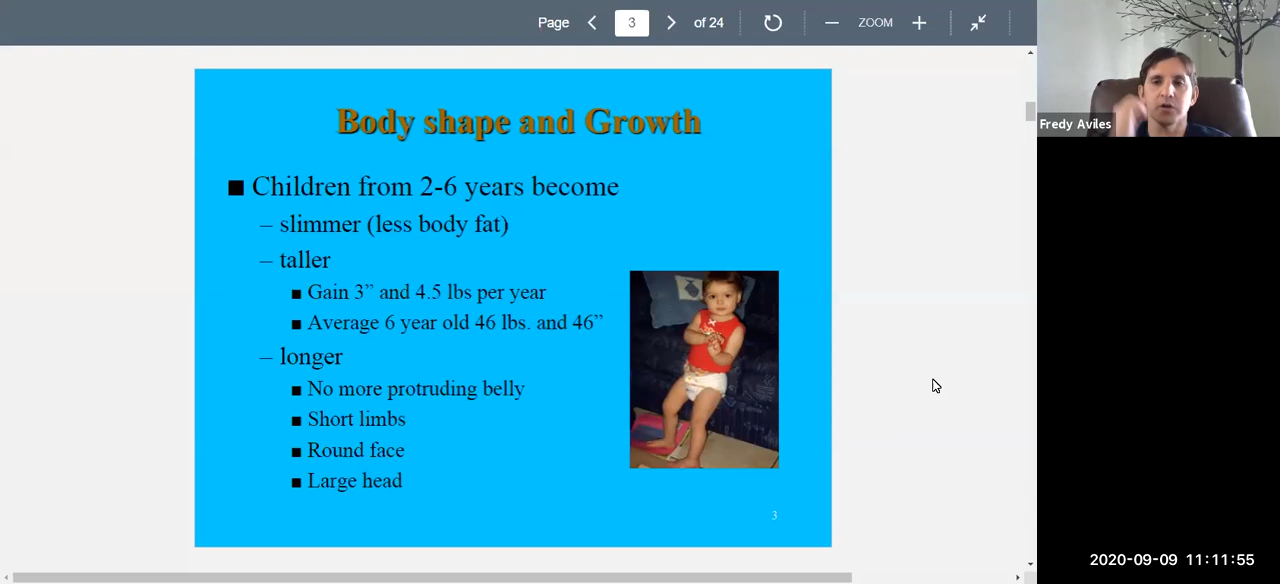 Page 3 of 24 ZOOM
Body shape and Growth
■ Children from 2-6 years become
– slimmer (less body fat)
– taller
■ Gain 3” and 4.5 lbs per year
■ Average 6 year old 46 lbs. and 46”
– longer
■ No more protruding belly
■ Short limbs
■ Round face
■ Large head
3
Fredy Aviles
2020-09-09 11:11:55